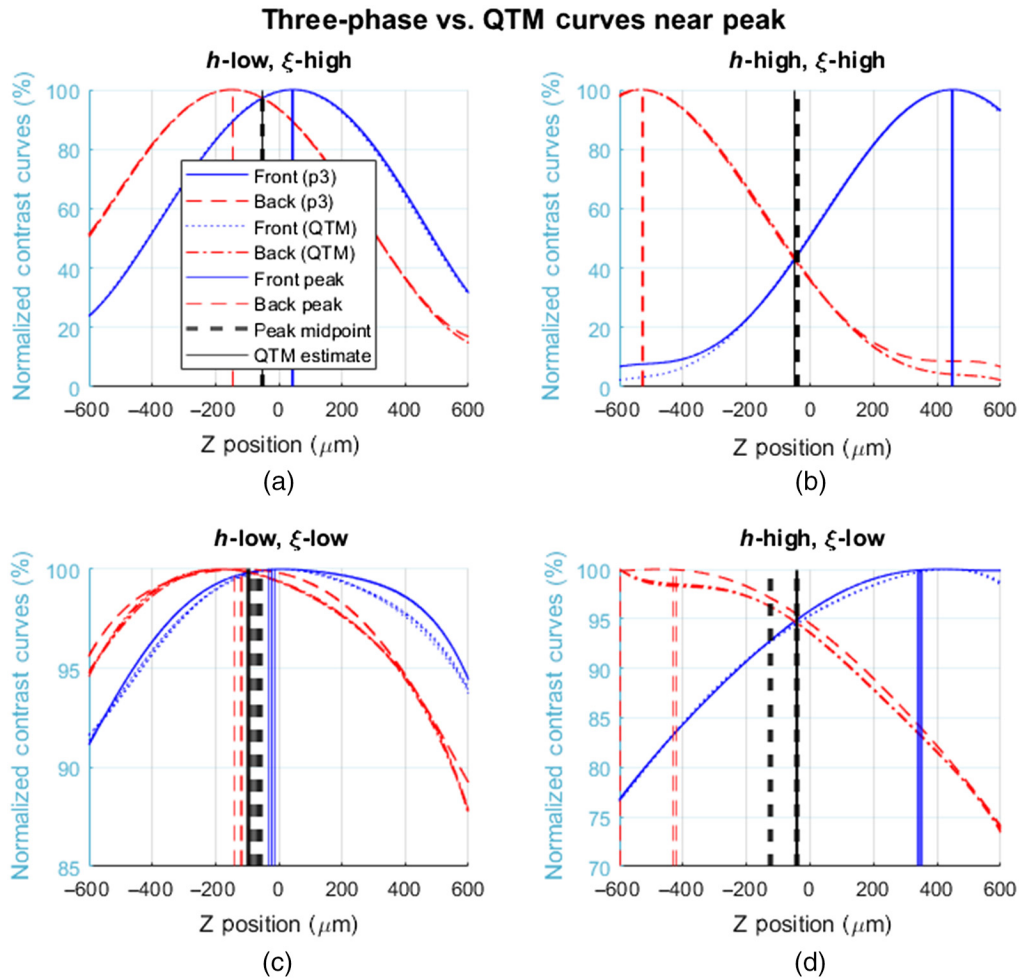 Three-phase vs. QTM curves near peak
h-low, ξ-high
Normalized contrast curves (%)
100
80
60
40
20
0
Front (p3)
Back (p3)
Front (QTM)
Back (QTM)
Front peak
Back peak
Peak midpoint
QTM estimate
−600 −400 −200 0 200 400 600
Z position (μm)
(a)
h-high, ξ-high
Normalized contrast curves (%)
100
80
60
40
20
0
−600 −400 −200 0 200 400 600
Z position (μm)
(b)
h-low, ξ-low
Normalized contrast curves (%)
100
95
90
85
−600 −400 −200 0 200 400 600
Z position (μm)
(c)
h-high, ξ-low
Normalized contrast curves (%)
100
95
90
85
80
75
70
−600 −400 −200 0 200 400 600
Z position (μm)
(d)